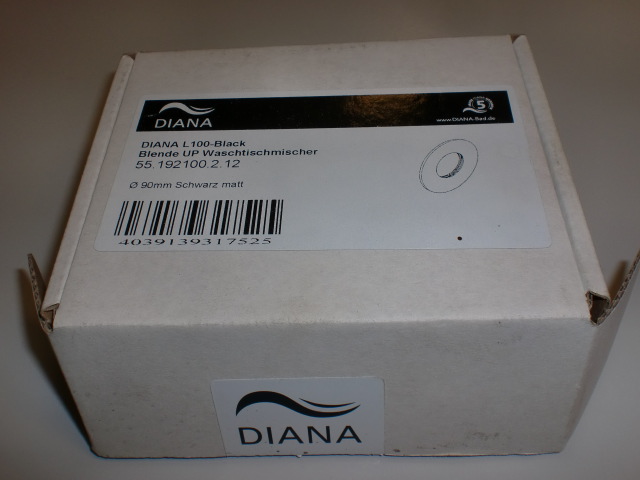 DIANA
5
www.DIANA-Bad.de
DIANA L100-Black
Blende UP Waschtischmischer
55.192100.2.12
Ø 90mm Schwarz matt
4039139317525
DIANA